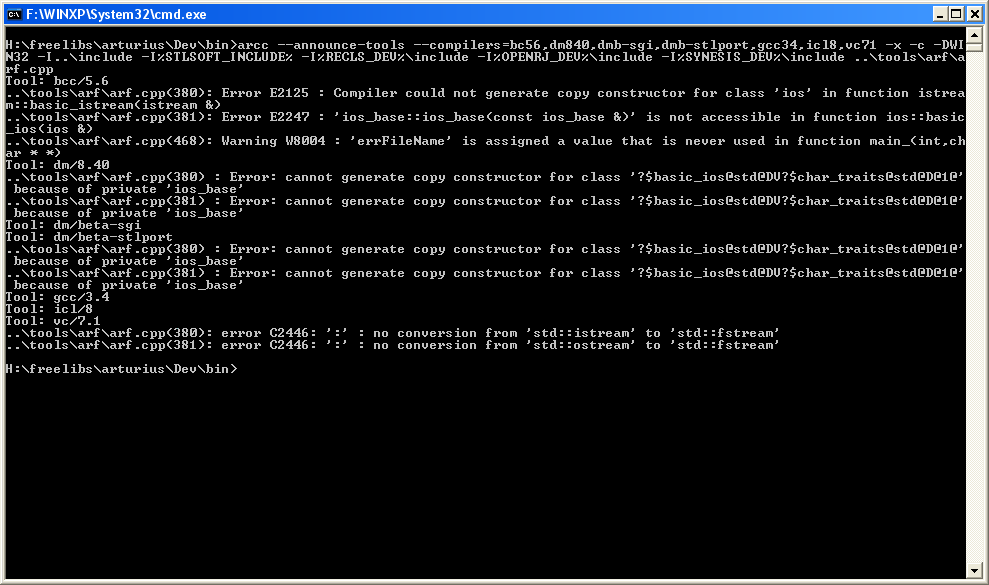 F:\WINXP\System32\cmd.exe
H:\freelibs\arturius\Dev\bin>arcc --announce-tools --compilers=bc56,dm840,dmb-sgi,dmb-stlport,gcc34,icl8,vc71 -x -c -DWI
N32 -I..\include -I%STLSOFT_INCLUDE% -I%RECLS_DEV%\include -I%OPENRJ_DEV%\include -I%SYNESIS_DEV%\include ..\tools\arf\a
rf.cpp
Tool: bcc/5.6
..\tools\arf\arf.cpp(380): Error E2125 : Compiler could not generate copy constructor for class 'ios' in function istrea
m::basic_istream(istream &)
..\tools\arf\arf.cpp(381): Error E2247 : 'ios_base::ios_base(const ios_base &)' is not accessible in function ios::basic
_ios(ios &)
..\tools\arf\arf.cpp(468): Warning W8004 : 'errFileName' is assigned a value that is never used in function main_(int,ch
ar * *)
Tool: dm/8.40
..\tools\arf\arf.cpp(380) : Error: cannot generate copy constructor for class '?$basic_ios@std@DV?$char_traits@std@D@1@'
 because of private 'ios_base'
..\tools\arf\arf.cpp(381) : Error: cannot generate copy constructor for class '?$basic_ios@std@DV?$char_traits@std@D@1@'
 because of private 'ios_base'
Tool: dm/beta-sgi
Tool: dm/beta-stlport
..\tools\arf\arf.cpp(380) : Error: cannot generate copy constructor for class '?$basic_ios@std@DV?$char_traits@std@D@1@'
 because of private 'ios_base'
..\tools\arf\arf.cpp(381) : Error: cannot generate copy constructor for class '?$basic_ios@std@DV?$char_traits@std@D@1@'
 because of private 'ios_base'
Tool: gcc/3.4
Tool: icl/8
Tool: vc/7.1
..\tools\arf\arf.cpp(380): error C2446: ':' : no conversion from 'std::istream' to 'std::fstream'
..\tools\arf\arf.cpp(381): error C2446: ':' : no conversion from 'std::ostream' to 'std::fstream'
H:\freelibs\arturius\Dev\bin>